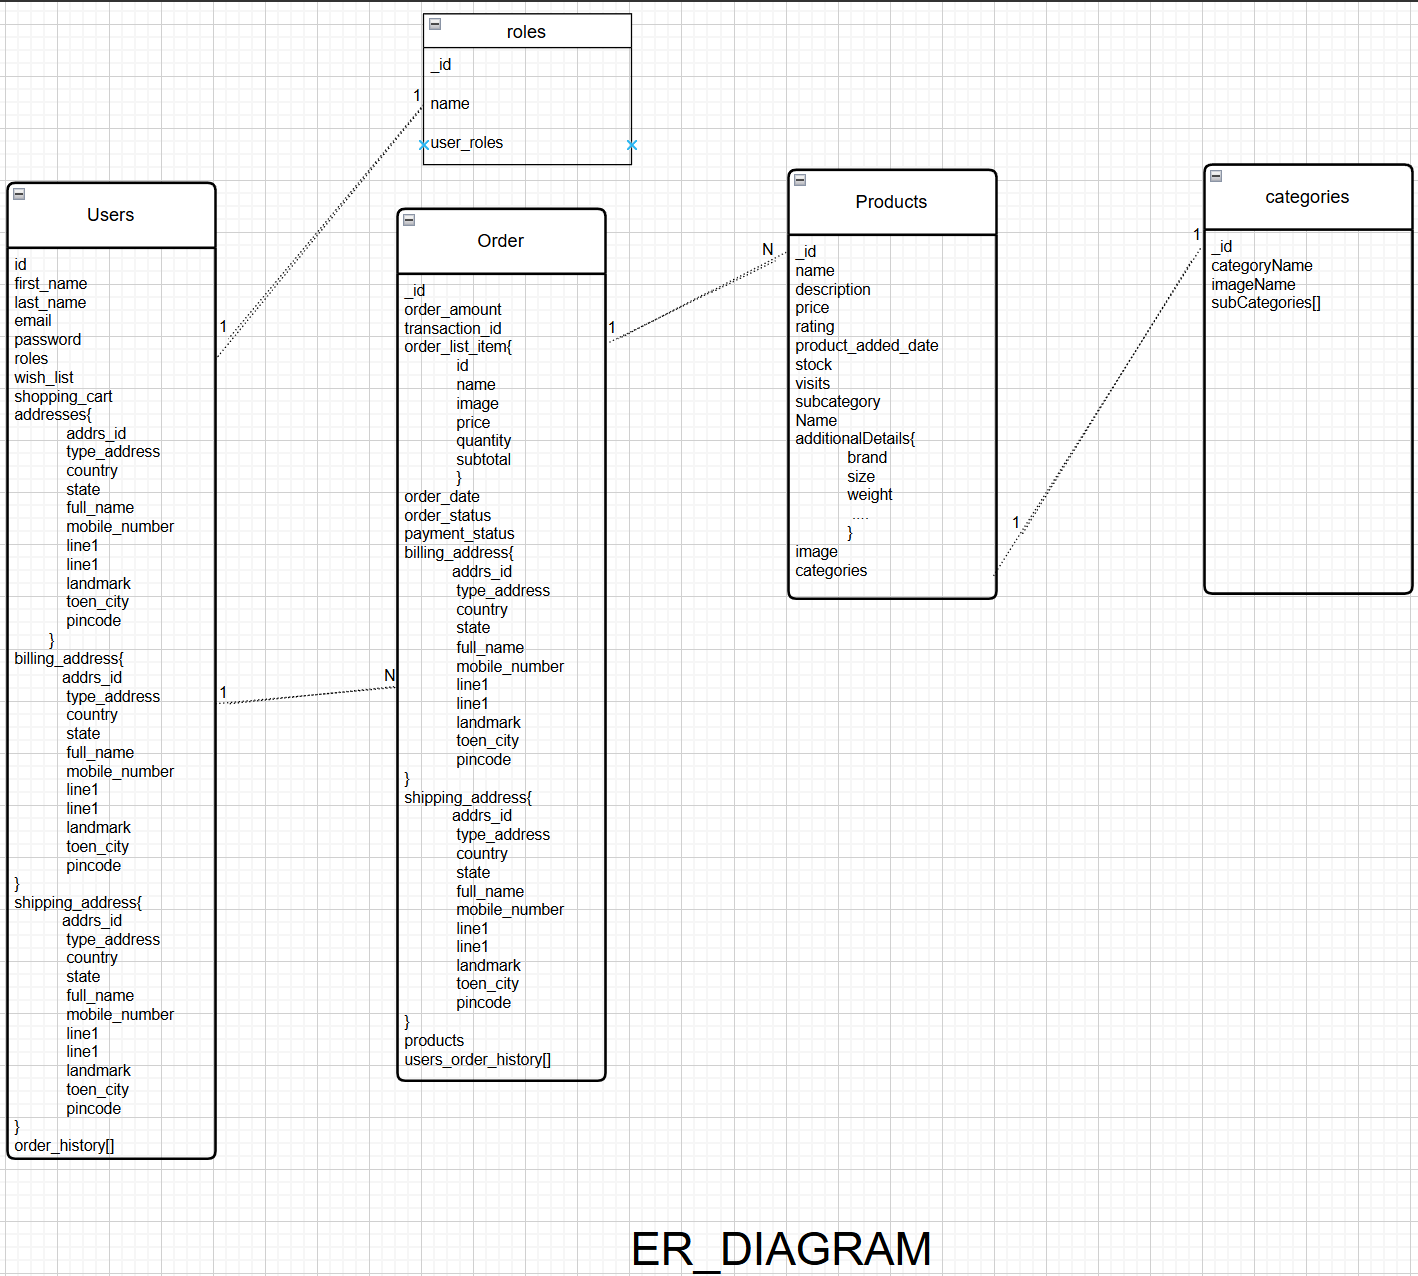 roles
_id
name
user_roles
1
1
Users
id
first_name
last_name
email
password
roles
wish_list
shopping_cart
addresses{
addrs_id
type_address
country
state
full_name
mobile_number
line1
line1
landmark
toen_city
pincode
}
billing_address{
addrs_id
type_address
country
state
full_name
mobile_number
line1
line1
landmark
toen_city
pincode
}
shipping_address{
addrs_id
type_address
country
state
full_name
mobile_number
line1
line1
landmark
toen_city
pincode
}
order_history[]
1
N
Order
_id
order_amount
transaction_id
order_list_item{
id
name
image
price
quantity
subtotal
}
order_date
order_status
payment_status
billing_address{
addrs_id
type_address
country
state
full_name
mobile_number
line1
line1
landmark
toen_city
pincode
}
shipping_address{
addrs_id
type_address
country
state
full_name
mobile_number
line1
line1
landmark
toen_city
pincode
}
products
users_order_history[]
1
N
Products
_id
name
description
price
rating
product_added_date
stock
visits
subcategory
Name
additionalDetails{
brand
size
weight
....
}
image
categories
1
1
categories
_id
categoryName
imageName
subCategories[]
ER_DIAGRAM